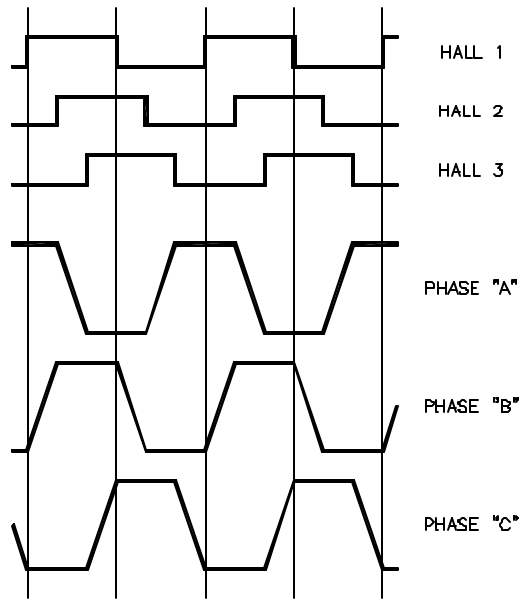 HALL 1
HALL 2
HALL 3
PHASE "A"
PHASE "B"
PHASE "C"